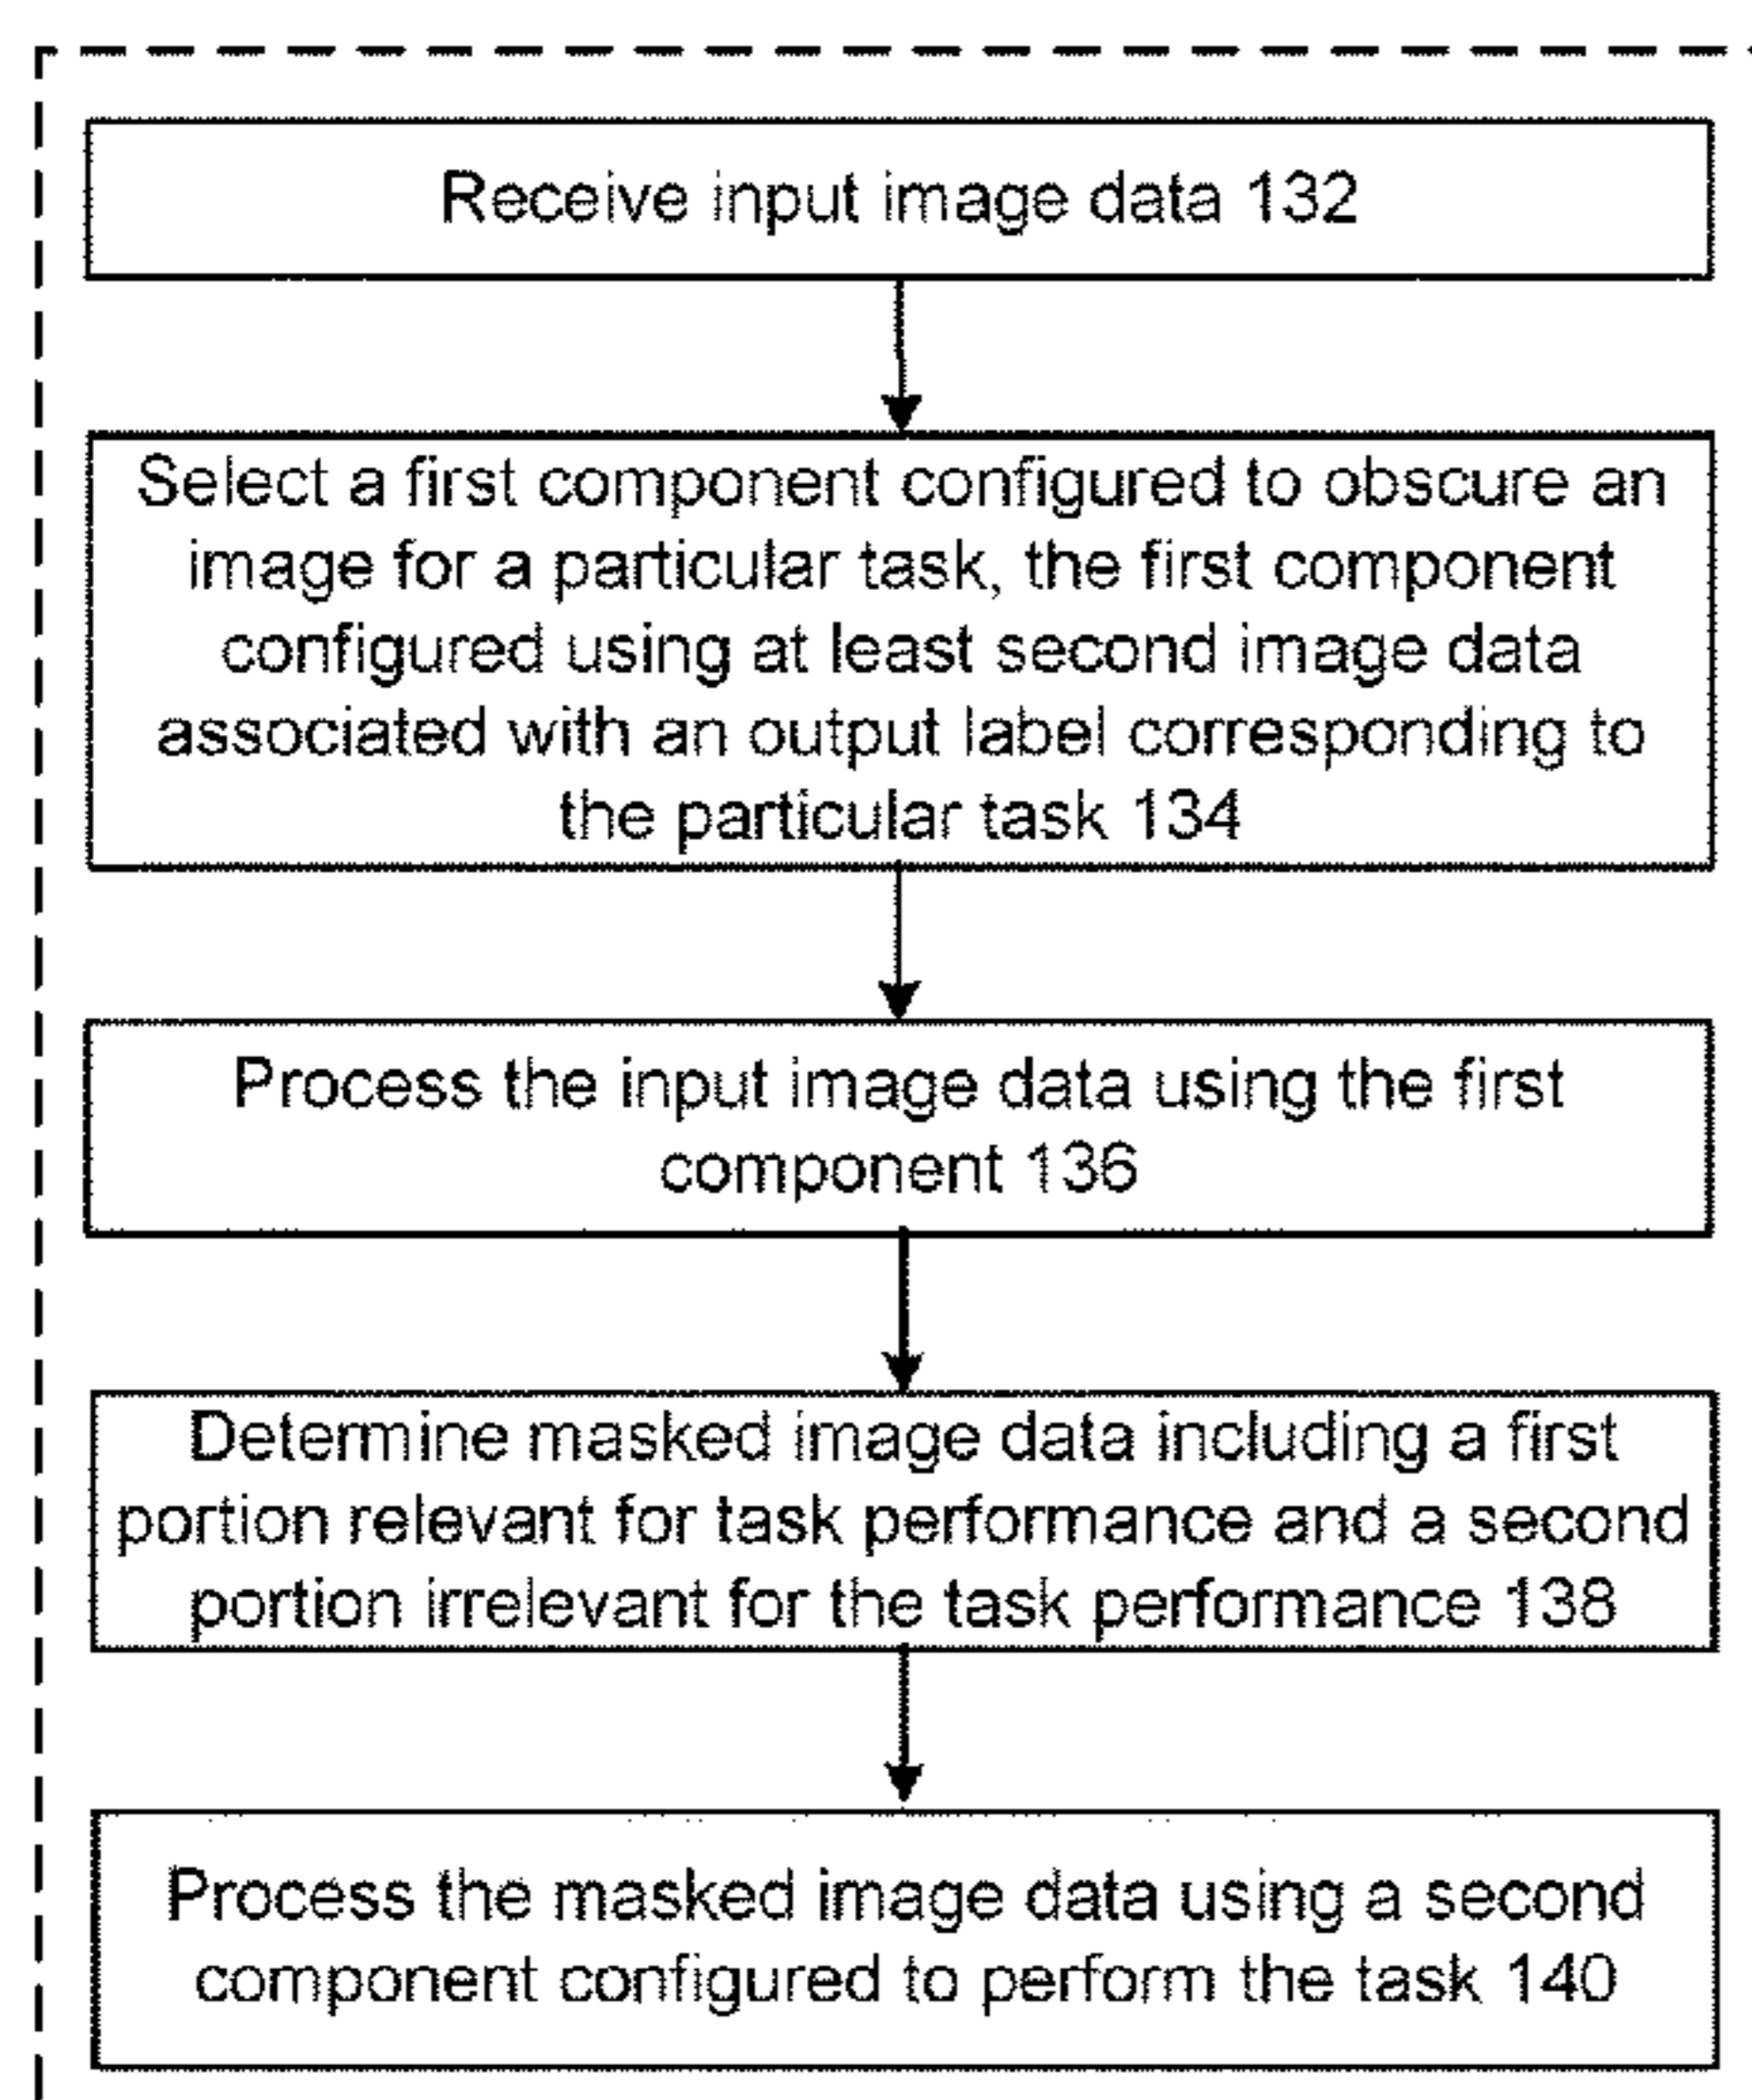 Receive input image data 132
Select a first component configured to obscure an
image for a particular task, the first component
configured using at least second image data
associated with an output label corresponding to
the particular task 134
Process the input image data using the first
component 136
Determine masked image data including a first
portion relevant for task performance and a second
portion irrelevant for the task performance 138
Process the masked image data using a second
component configured to perform the task 140